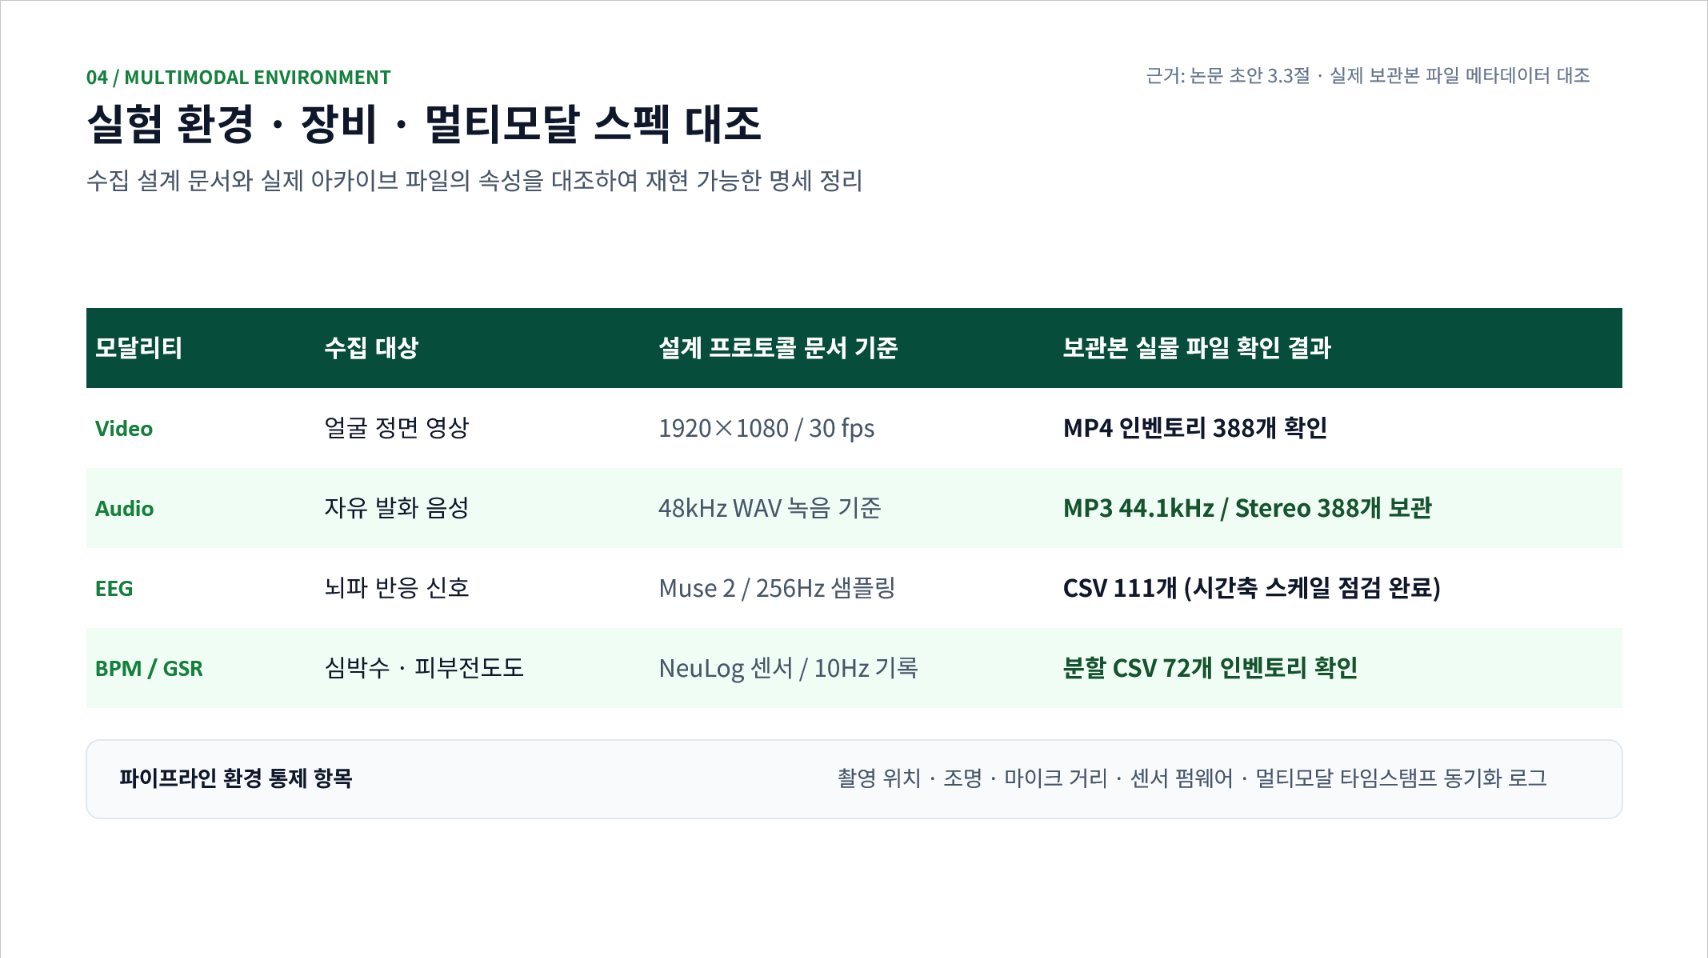 04 / MULTIMODAL ENVIRONMENT
근거: 논문 초안 3.3절 · 실제 보관본 파일 메타데이터 대조
실험 환경 · 장비 · 멀티모달 스펙 대조
수집 설계 문서와 실제 아카이브 파일의 속성을 대조하여 재현 가능한 명세 정리
모달리티 수집 대상 설계 프로토콜 문서 기준 보관본 실물 파일 확인 결과
Video 얼굴 정면 영상 1920×1080 / 30 fps MP4 인벤토리 388개 확인
Audio 자유 발화 음성 48kHz WAV 녹음 기준 MP3 44.1kHz / Stereo 388개 보관
EEG 뇌파 반응 신호 Muse 2 / 256Hz 샘플링 CSV 111개 (시간축 스케일 점검 완료)
BPM / GSR 심박수 · 피부전도도 NeuLog 센서 / 10Hz 기록 분할 CSV 72개 인벤토리 확인
파이프라인 환경 통제 항목 촬영 위치 · 조명 · 마이크 거리 · 센서 펌웨어 · 멀티모달 타임스탬프 동기화 로그